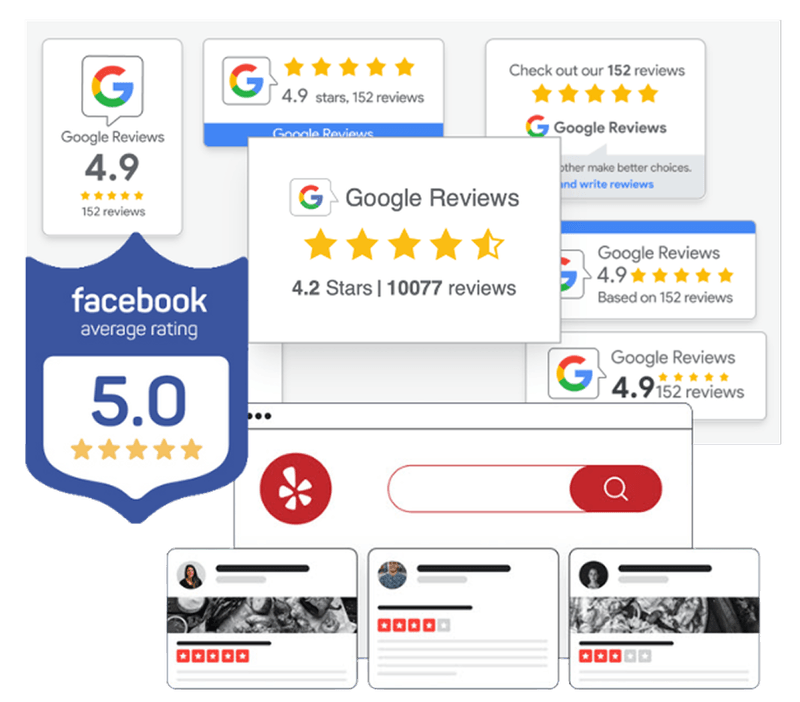 Google Reviews
4.9
152 reviews
4.9 stars, 152 reviews
Google Reviews
Check out our 152 reviews
Google Reviews
other make better choices.
and write rewiews
Google Reviews
4.2 Stars | 10077 reviews
Google Reviews
4.9
Based on 152 reviews
Google Reviews
4.9 152 reviews
facebook
average rating
5.0